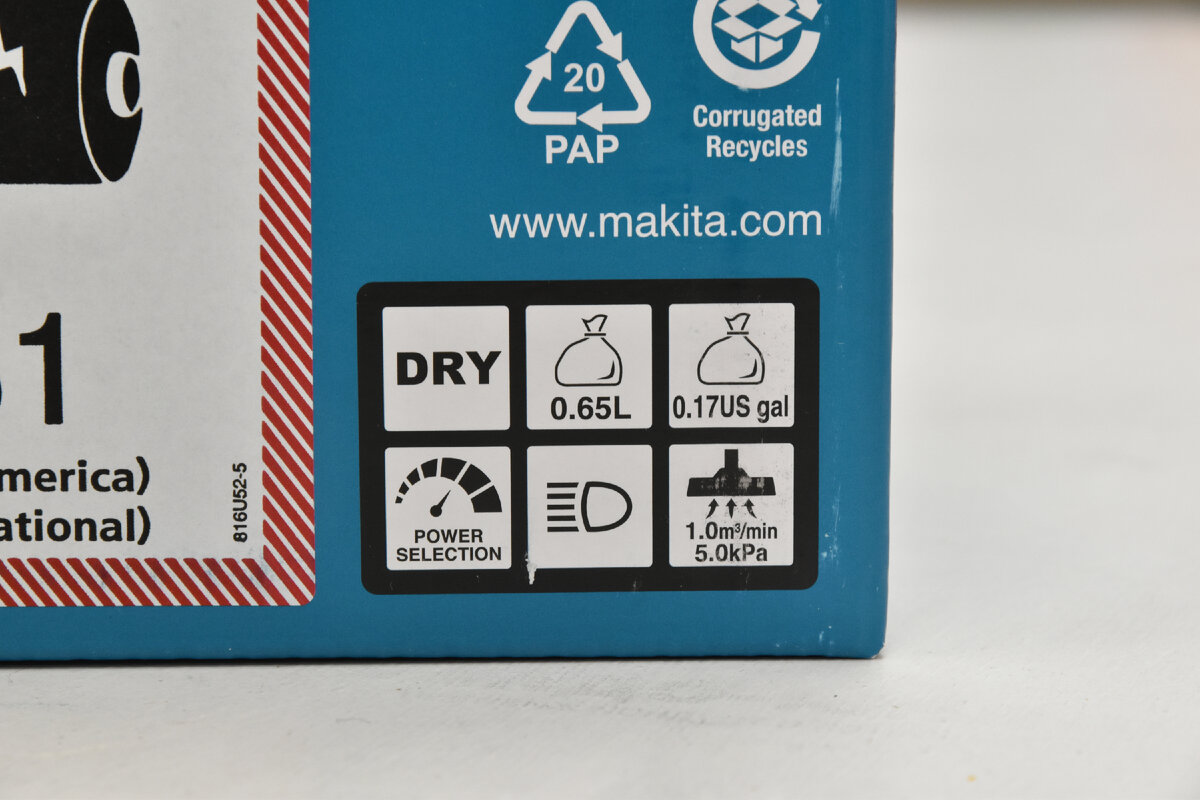 20
PAP
Corrugated
Recycles
www.makita.com
1
merica)
ational)
816U52-5
DRY
0.65L
0.17US gal
POWER
SELECTION
1.0m³/min
5.0kPa